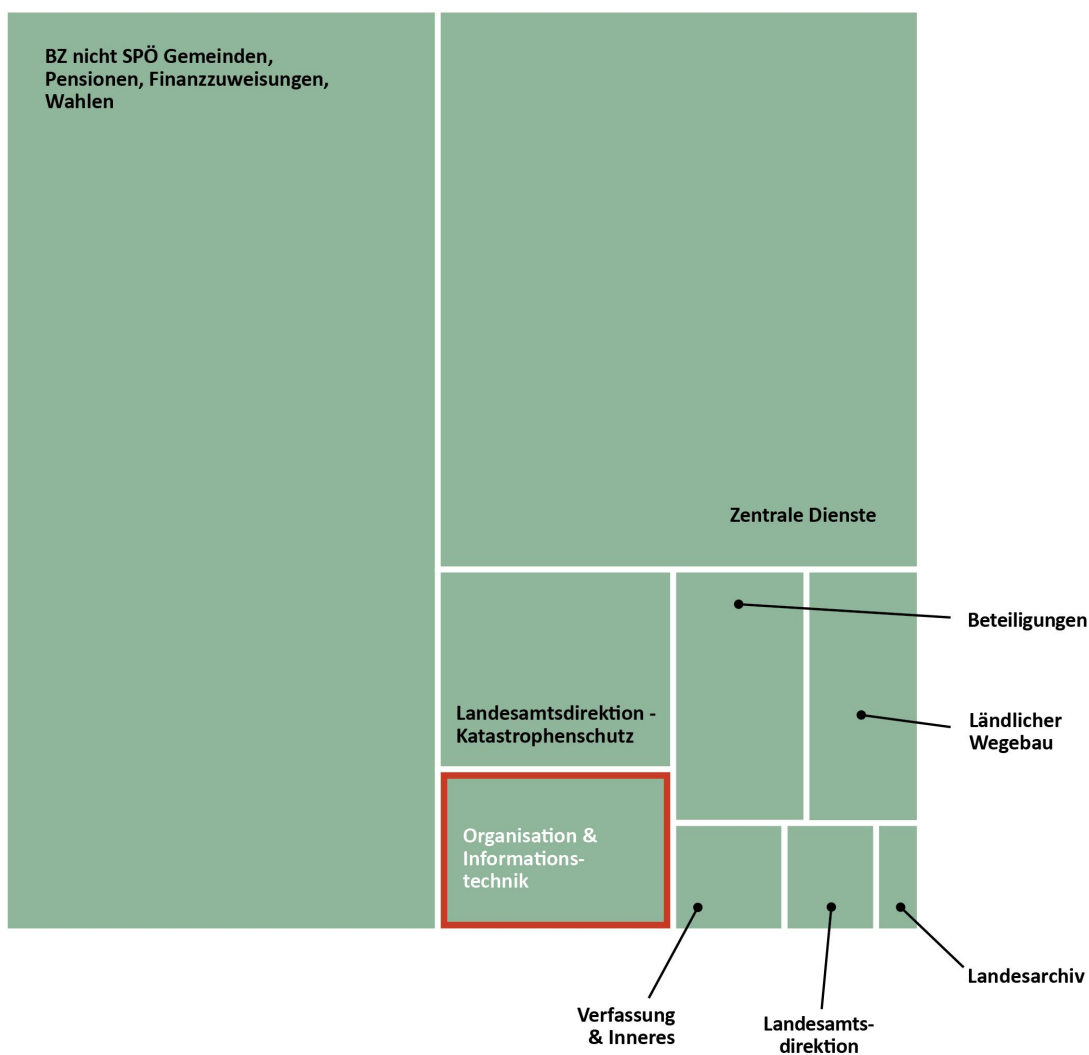 BZ nicht SPÖ Gemeinden,
Pensionen, Finanzzuweisungen,
Wahlen
Zentrale Dienste
Beteiligungen
Landesamtsdirektion -
Katastrophenschutz
Ländlicher
Wegebau
Organisation &
Informations-
technik
Landesarchiv
Verfassung
& Inneres
Landesamts-
direktion